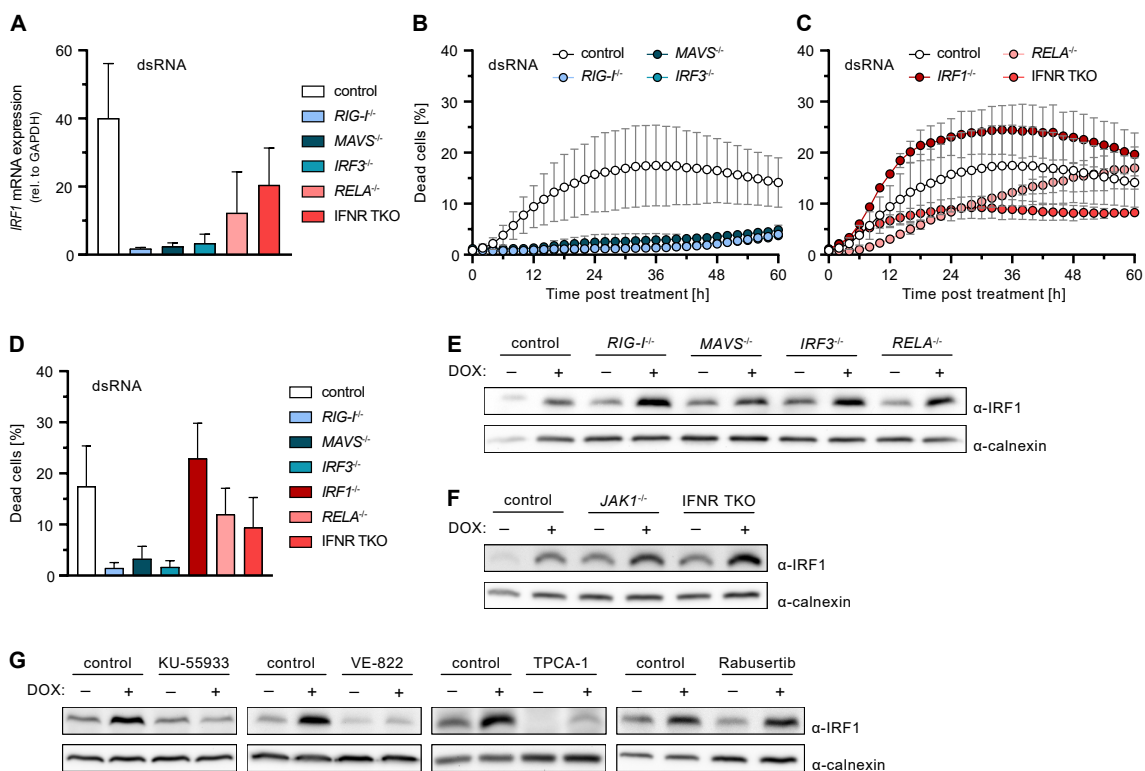 A
IRF1 mRNA expression
(rel. to GAPDH)
60
40
20
0
dsRNA
control
RIG-I-/-
MAVS-/-
IRF3-/-
RELA-/-
IFNR TKO
B
Dead cells [%]
40
30
20
10
0
dsRNA
control
MAVS-/-
RIG-I-/-
IRF3-/-
0 12 24 36 48 60
Time post treatment [h]
C
40
30
20
10
0
dsRNA
control
RELA-/-
IRF1-/-
IFNR TKO
0 12 24 36 48 60
Time post treatment [h]
D
Dead cells [%]
40
30
20
10
0
dsRNA
control
RIG-I-/-
MAVS-/-
IRF3-/-
IRF1-/-
RELA-/-
IFNR TKO
E
control RIG-I-/- MAVS-/- IRF3-/- RELA-/-
DOX: – + – + – + – + – +
α-IRF1
α-calnexin
F
control JAK1-/- IFNR TKO
DOX: – + – + – +
α-IRF1
α-calnexin
G
control KU-55933 control VE-822 control TPCA-1 control Rabusertib
DOX: – + – + – + – + – + – + – + – +
α-IRF1
α-calnexin